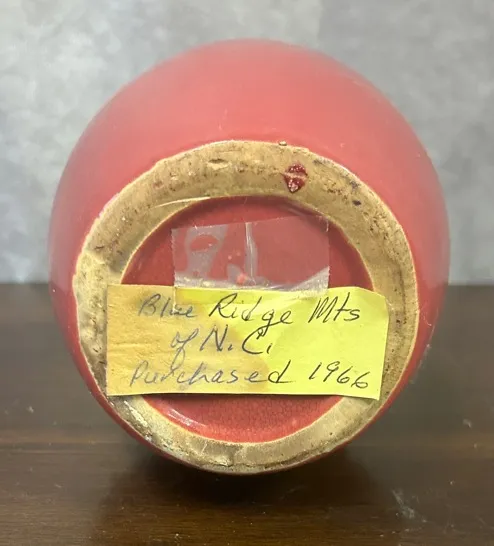 Blue Ridge Mts
of N.C.
Purchased 1966